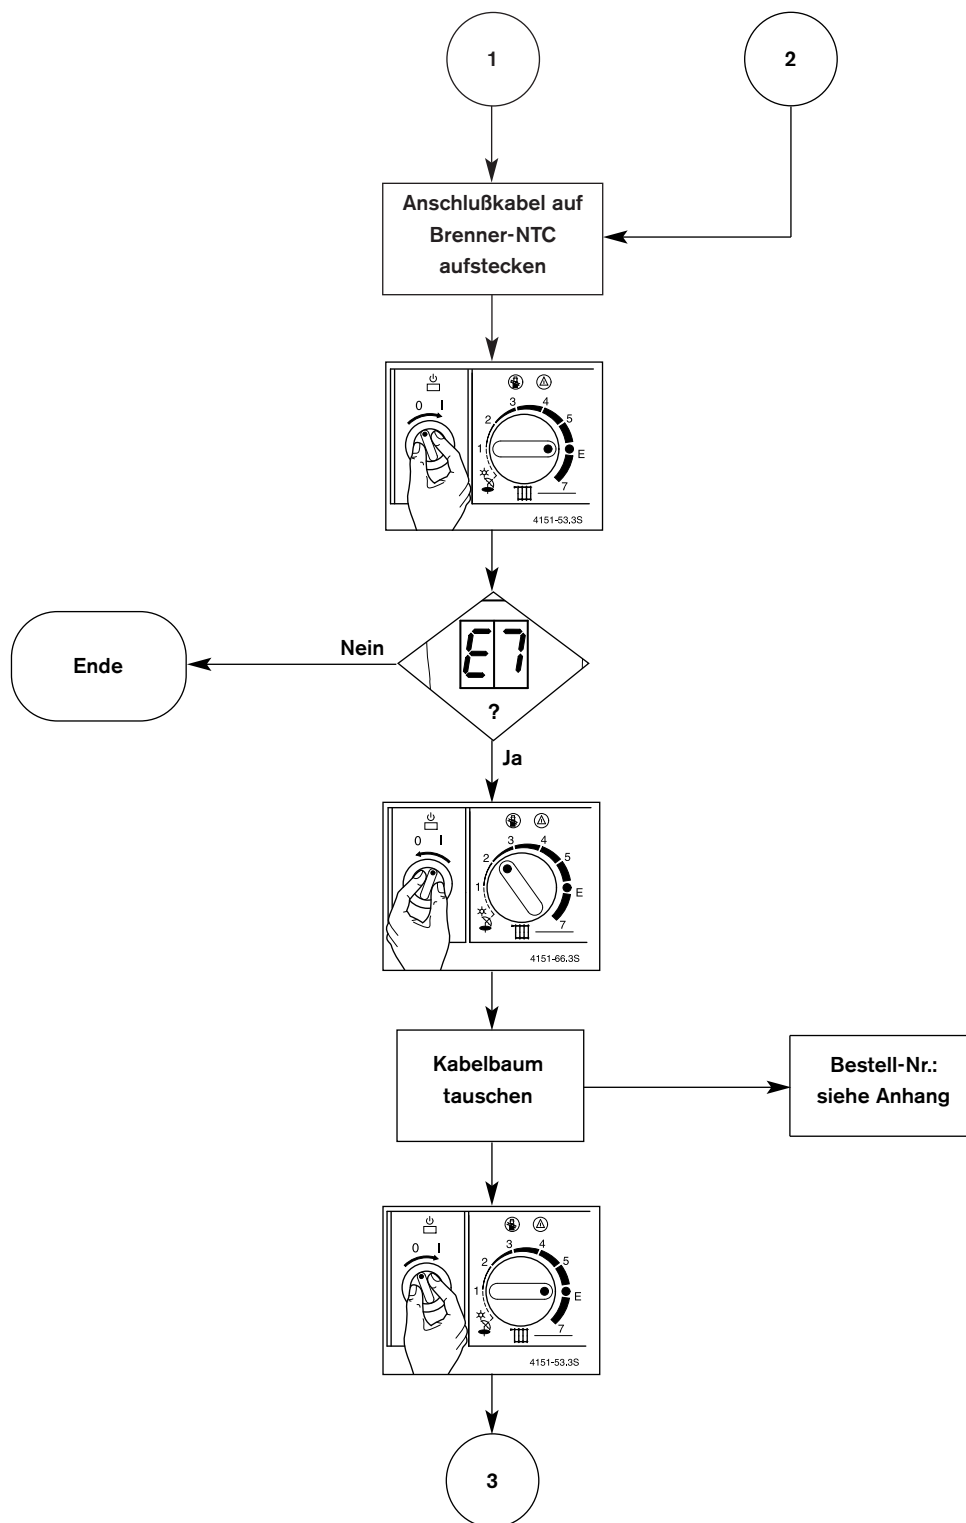 1
2
Anschlußkabel auf
Brenner-NTC
aufstecken
0 I
1 2 3 4 5 E 7
4151-53.3S
Ende
Nein
E7
?
Ja
0 I
1 2 3 4 5 E 7
4151-66.3S
Kabelbaum
tauschen
Bestell-Nr.:
siehe Anhang
0 I
1 2 3 4 5 E 7
4151-53.3S
3